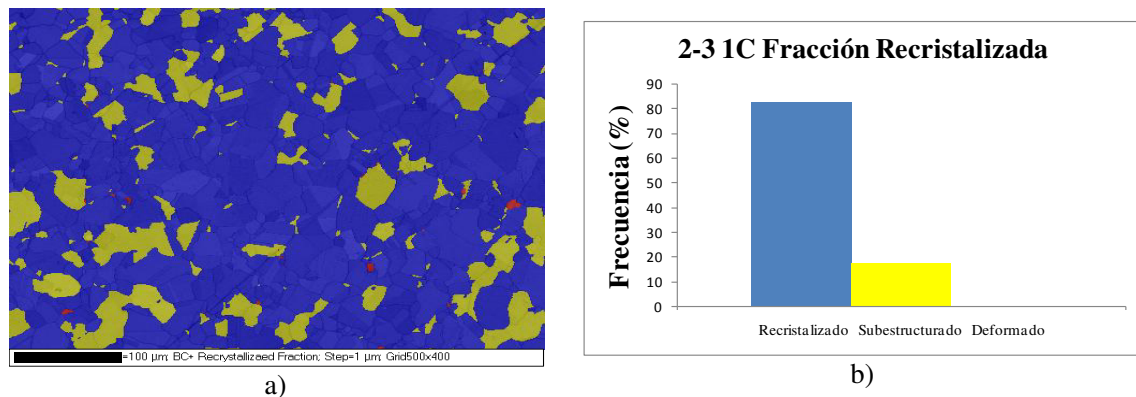 =100 µm; BC+ Recrystallizaed Fraction; Step=1 µm; Grid500x400
a)
2-3 1C Fracción Recristalizada
Frecuencia (%)
90
80
70
60
50
40
30
20
10
0
Recristalizado Subestructurado Deformado
b)